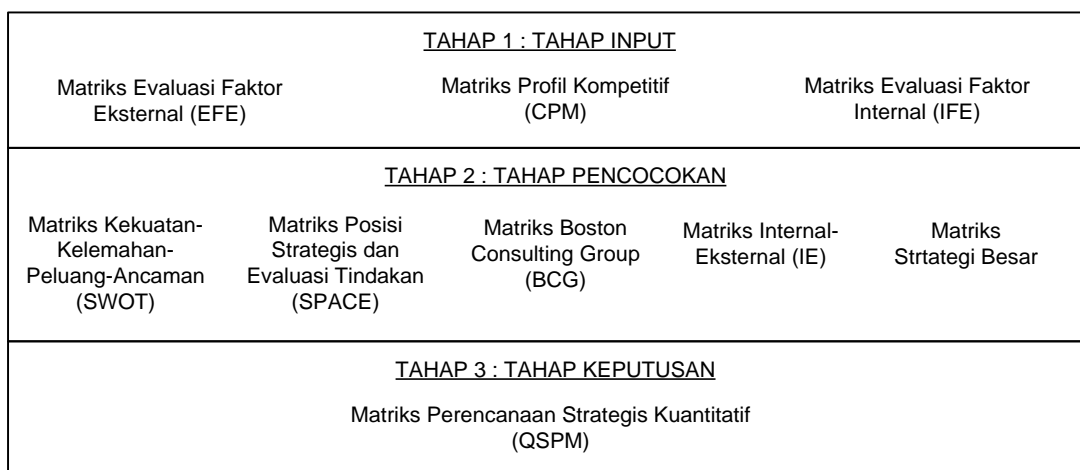 TAHAP 1 : TAHAP INPUT
Matriks Evaluasi Faktor
Eksternal (EFE)
Matriks Profil Kompetitif
(CPM)
Matriks Evaluasi Faktor
Internal (IFE)
TAHAP 2 : TAHAP PENCOCOKAN
Matriks Kekuatan-
Kelemahan-
Peluang-Ancaman
(SWOT)
Matriks Posisi
Strategis dan
Evaluasi Tindakan
(SPACE)
Matriks Boston
Consulting Group
(BCG)
Matriks Internal-
Eksternal (IE)
Matriks
Strtategi Besar
TAHAP 3 : TAHAP KEPUTUSAN
Matriks Perencanaan Strategis Kuantitatif
(QSPM)